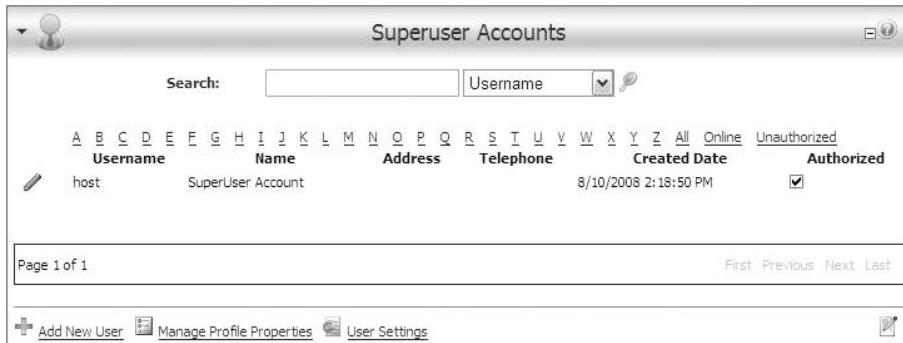 Superuser Accounts
Search: Username
A B C D E F G H I J K L M N O P Q R S T U V W X Y Z All Online Unauthorized
Username Name Address Telephone Created Date Authorized
host SuperUser Account 8/10/2008 2:18:50 PM
Page 1 of 1 First Previous Next Last
Add New User Manage Profile Properties User Settings